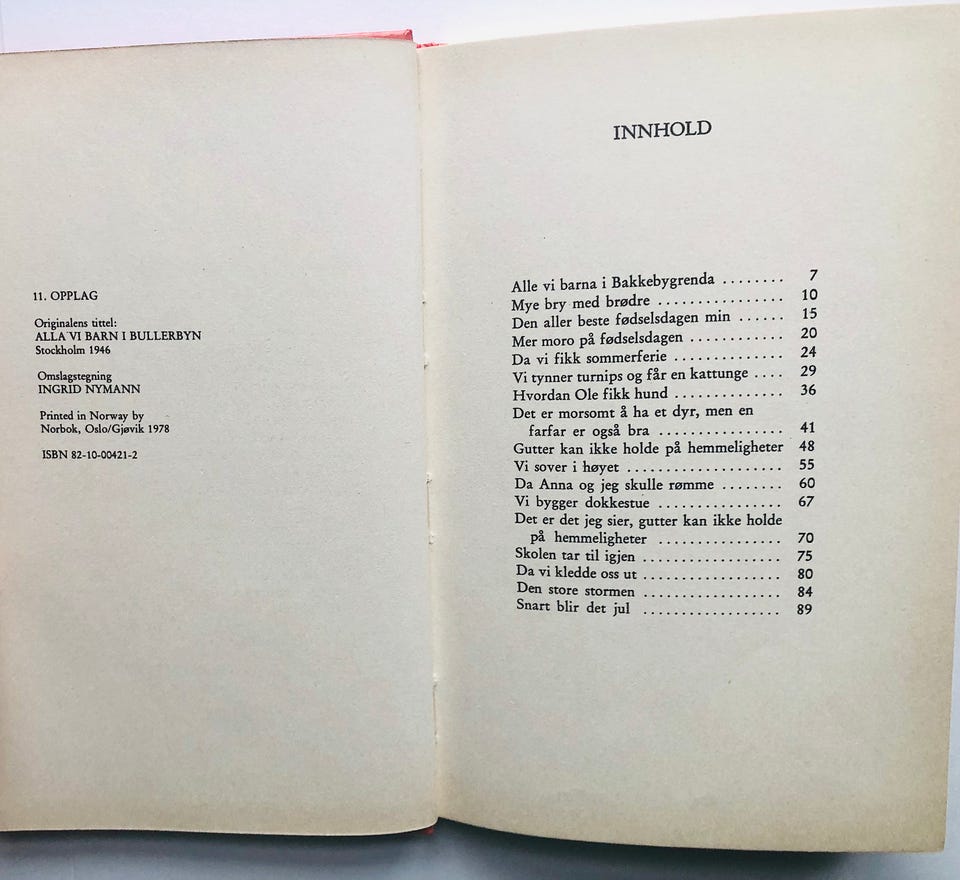 11. OPPLAG
Originalens tittel:
ALLA VI BARN I BULLERBYN
Stockholm 1946
Omslagstegning
INGRID NYMANN
Printed in Norway by
Norbok, Oslo/Gjøvik 1978
ISBN 82-10-00421-2
INNHOLD
Alle vi barna i Bakkebygrenda ........ 7
Mye bry med brødre ................ 10
Den aller beste fødselsdagen min ...... 15
Mer moro på fødselsdagen ............ 20
Da vi fikk sommerferie .............. 24
Vi tynner turnips og får en kattunge .... 29
Hvordan Ole fikk hund .............. 36
Det er morsomt å ha et dyr, men en
farfar er også bra ................ 41
Gutter kan ikke holde på hemmeligheter 48
Vi sover i høyet .................... 55
Da Anna og jeg skulle rømme ........ 60
Vi bygger dokkestue ................ 67
Det er det jeg sier, gutter kan ikke holde
på hemmeligheter ................ 70
Skolen tar til igjen .................. 75
Da vi kledde oss ut .................. 80
Den store stormen .................. 84
Snart blir det jul .................. 89